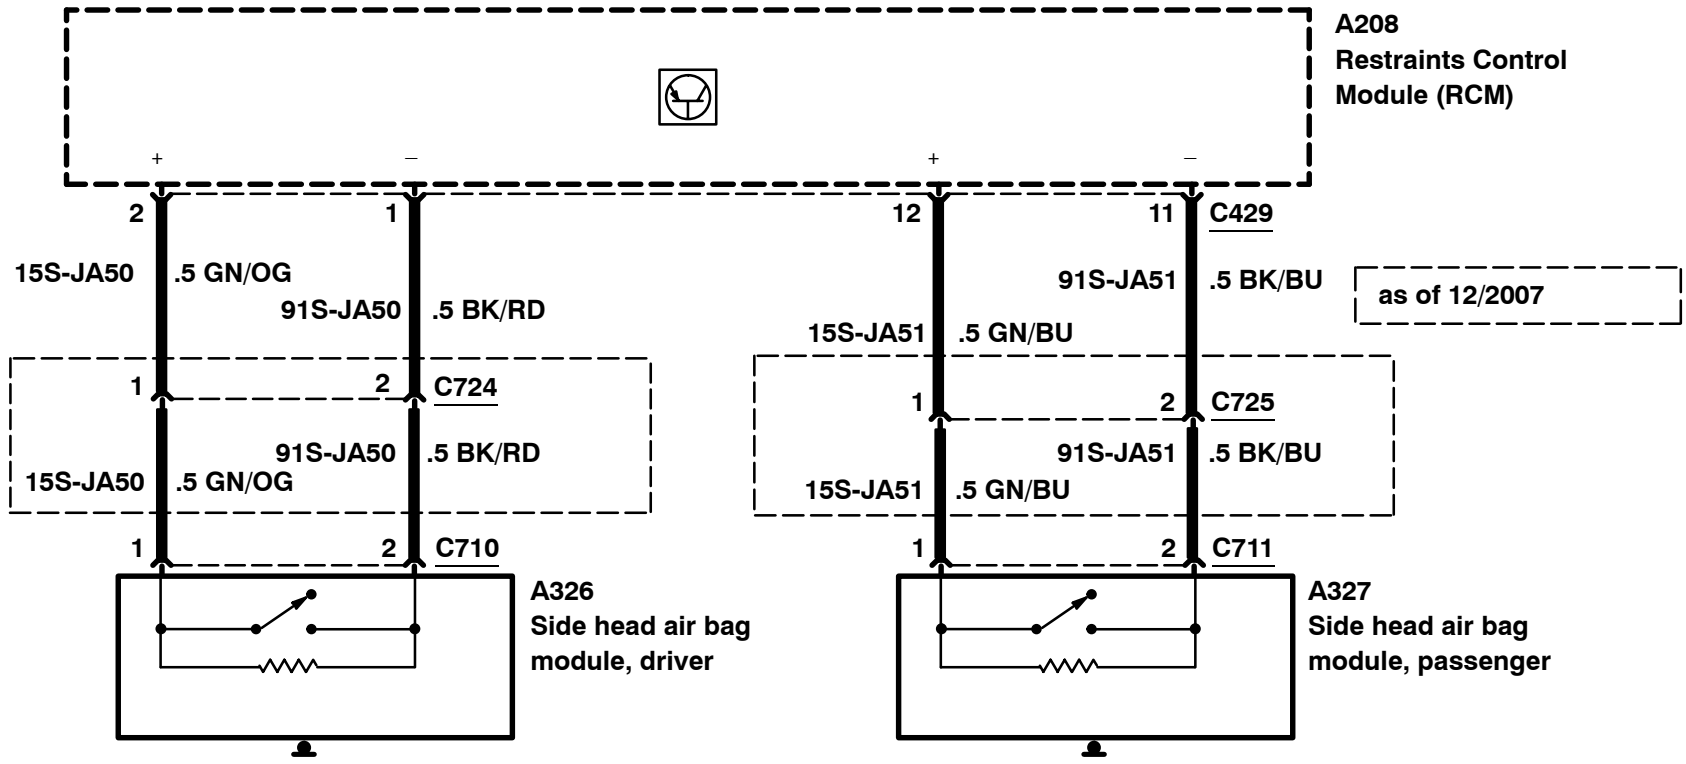 A208
Restraints Control
Module (RCM)
+ – + –
2 1 12 11 C429
15S-JA50 .5 GN/OG
91S-JA50 .5 BK/RD
91S-JA51 .5 BK/BU
15S-JA51 .5 GN/BU
as of 12/2007
1 2 C724
1 2 C725
91S-JA50 .5 BK/RD
15S-JA50 .5 GN/OG
91S-JA51 .5 BK/BU
15S-JA51 .5 GN/BU
1 2 C710
1 2 C711
A326
Side head air bag
module, driver
A327
Side head air bag
module, passenger